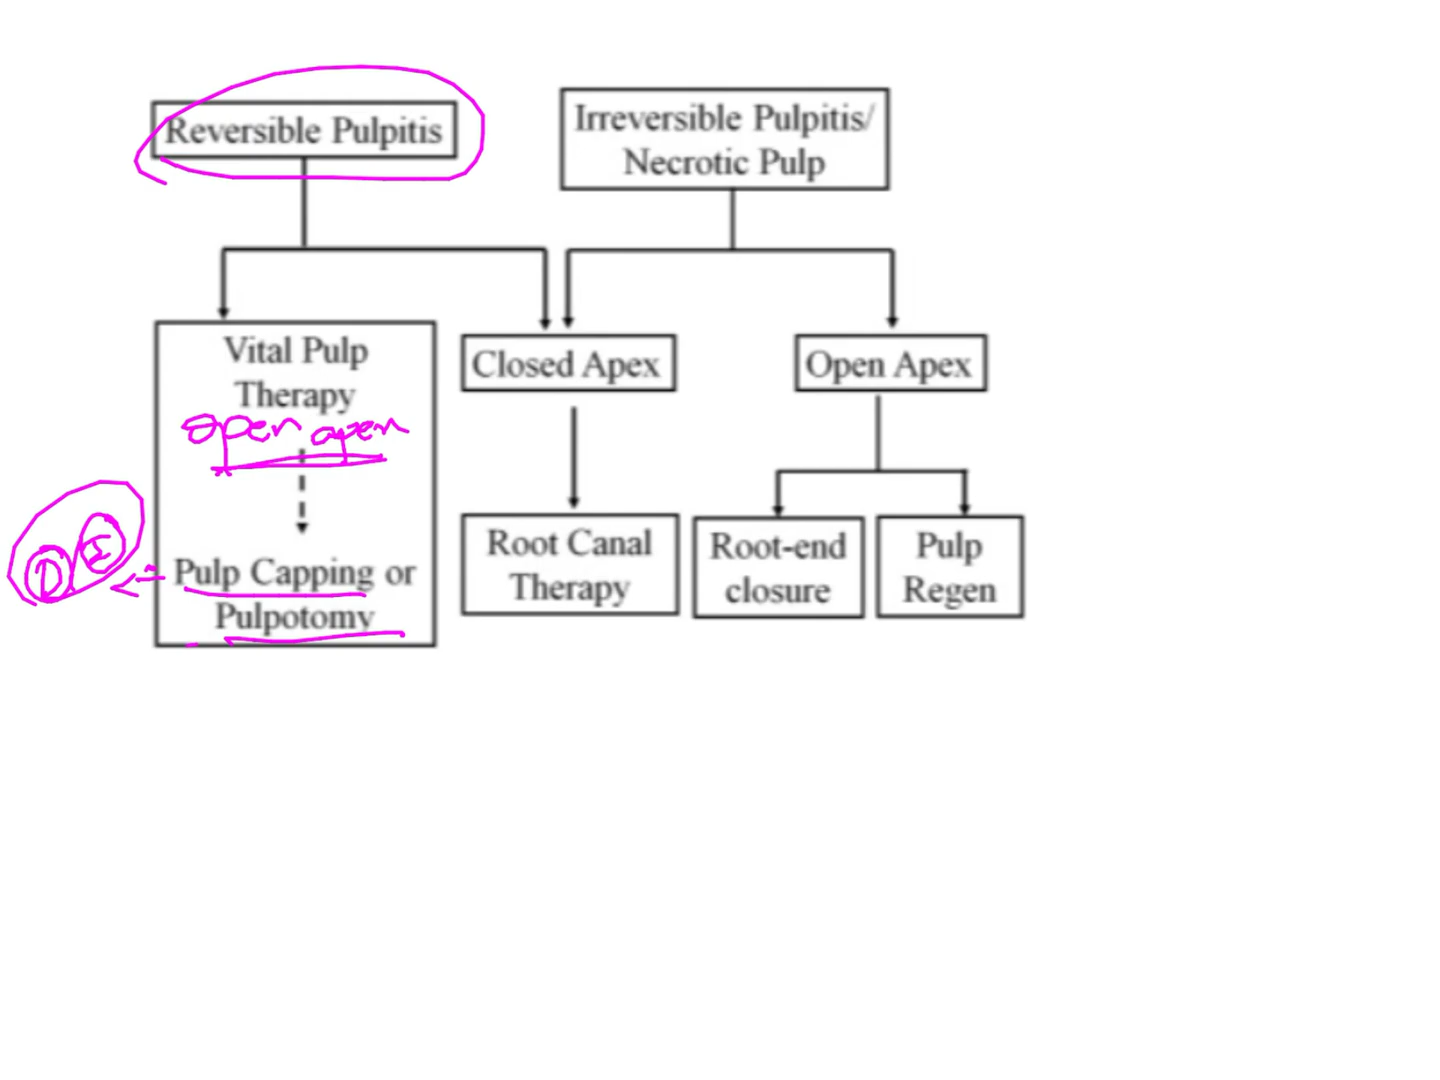 Reversible Pulpitis
Irreversible Pulpitis/
Necrotic Pulp
Vital Pulp
Therapy
open apex
Pulp Capping or
Pulpotomy
D/I
Closed Apex
Open Apex
Root Canal
Therapy
Root-end
closure
Pulp
Regen